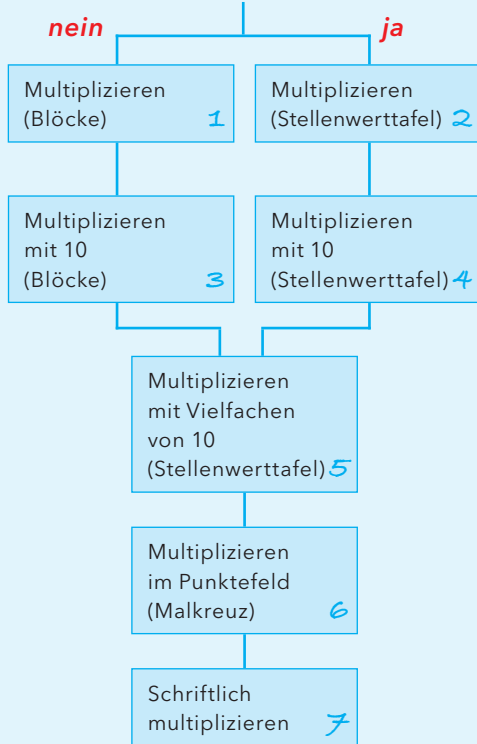 nein
ja
Multiplizieren
(Blöcke) 1
Multiplizieren
(Stellenwerttafel) 2
Multiplizieren
mit 10
(Blöcke) 3
Multiplizieren
mit 10
(Stellenwerttafel) 4
Multiplizieren
mit Vielfachen
von 10
(Stellenwerttafel) 5
Multiplizieren
im Punktefeld
(Malkreuz) 6
Schriftlich
multiplizieren 7